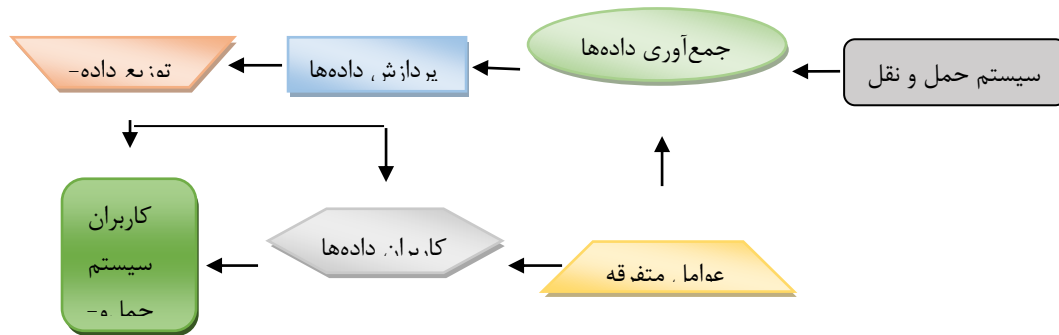 سیستم حمل و نقل
جمع‌آوری داده‌ها
پردازش داده‌ها
توزیع داده-
کاربران
سیستم
حمل و-
کاربران داده‌ها
عوامل متفرقه